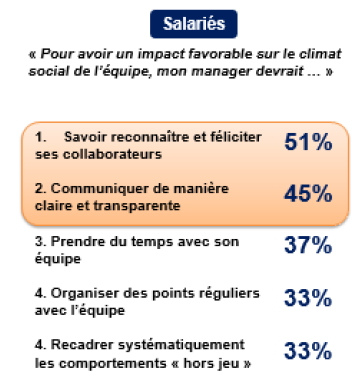 Salariés
« Pour avoir un impact favorable sur le climat
social de l'équipe, mon manager devrait ... »
1. Savoir reconnaître et féliciter
ses collaborateurs
51%
2. Communiquer de manière
claire et transparente
45%
3. Prendre du temps avec son
équipe
37%
4. Organiser des points réguliers
avec l'équipe
33%
4. Recadrer systématiquement
les comportements « hors jeu »
33%